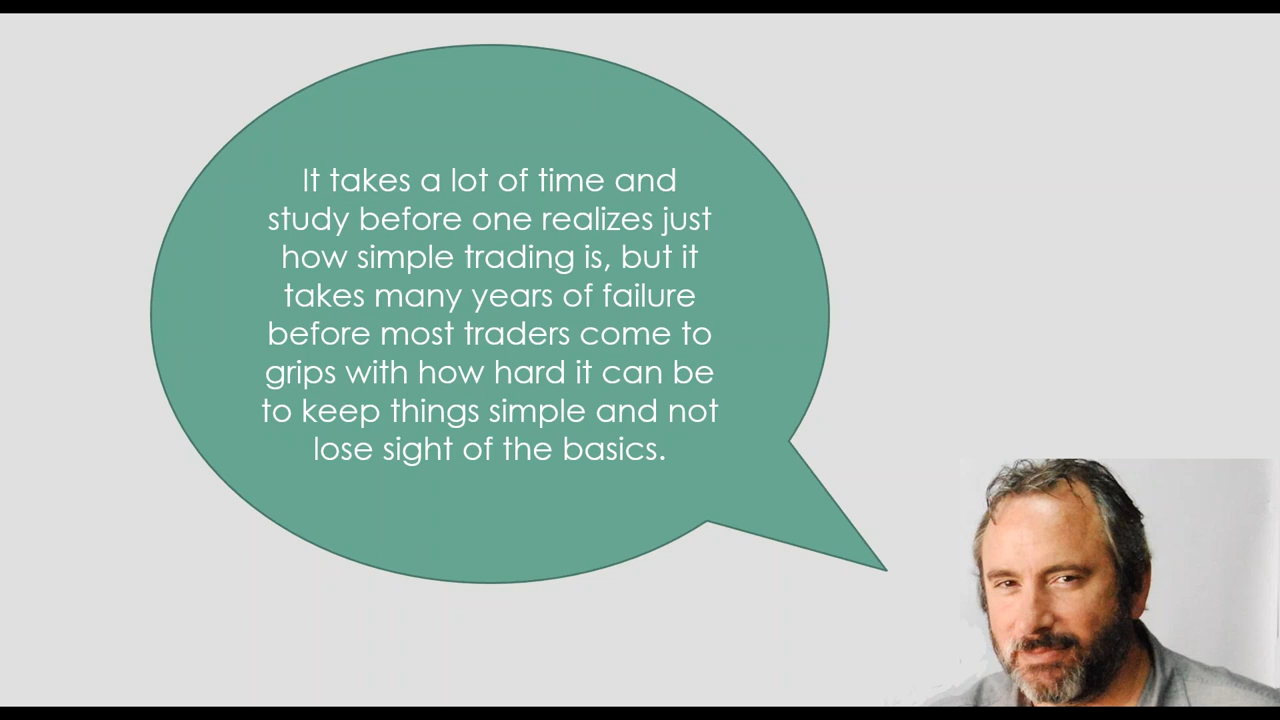 It takes a lot of time and
study before one realizes just
how simple trading is, but it
takes many years of failure
before most traders come to
grips with how hard it can be
to keep things simple and not
lose sight of the basics.